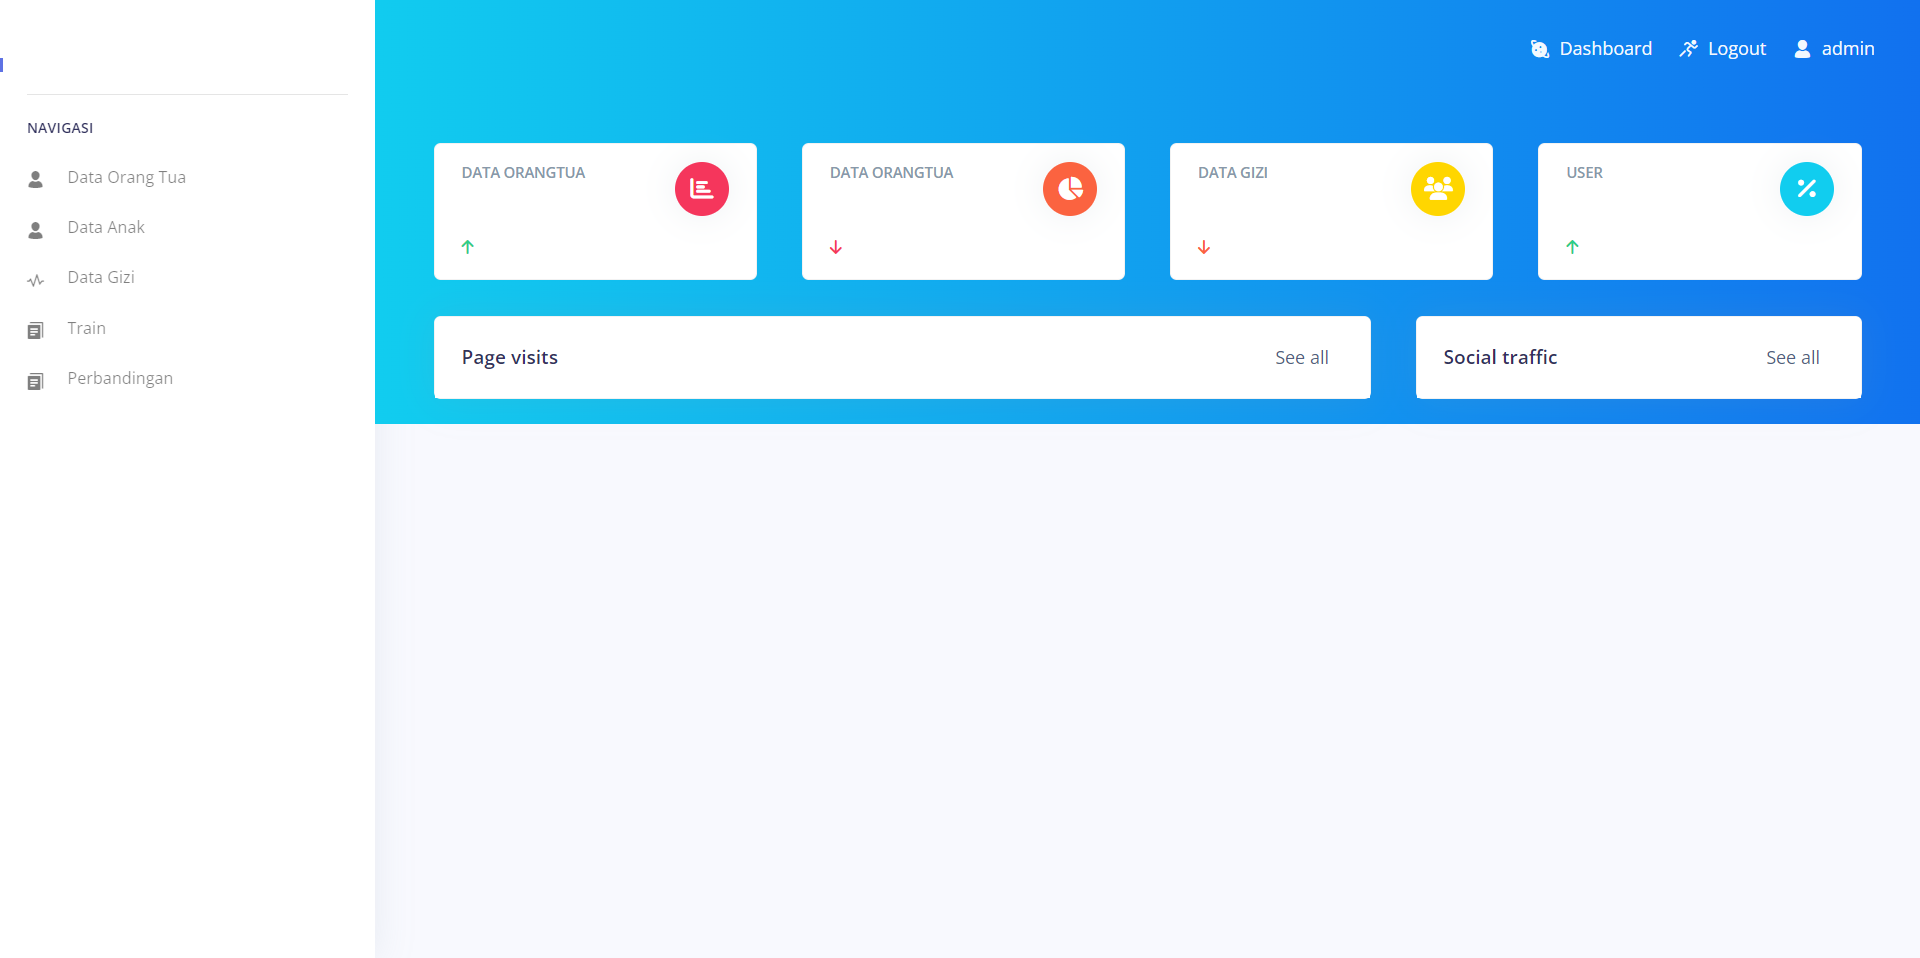 Dashboard Logout admin
NAVIGASI
Data Orang Tua
Data Anak
Data Gizi
Train
Perbandingan
DATA ORANGTUA
DATA ORANGTUA
DATA GIZI
USER
Page visits See all
Social traffic See all